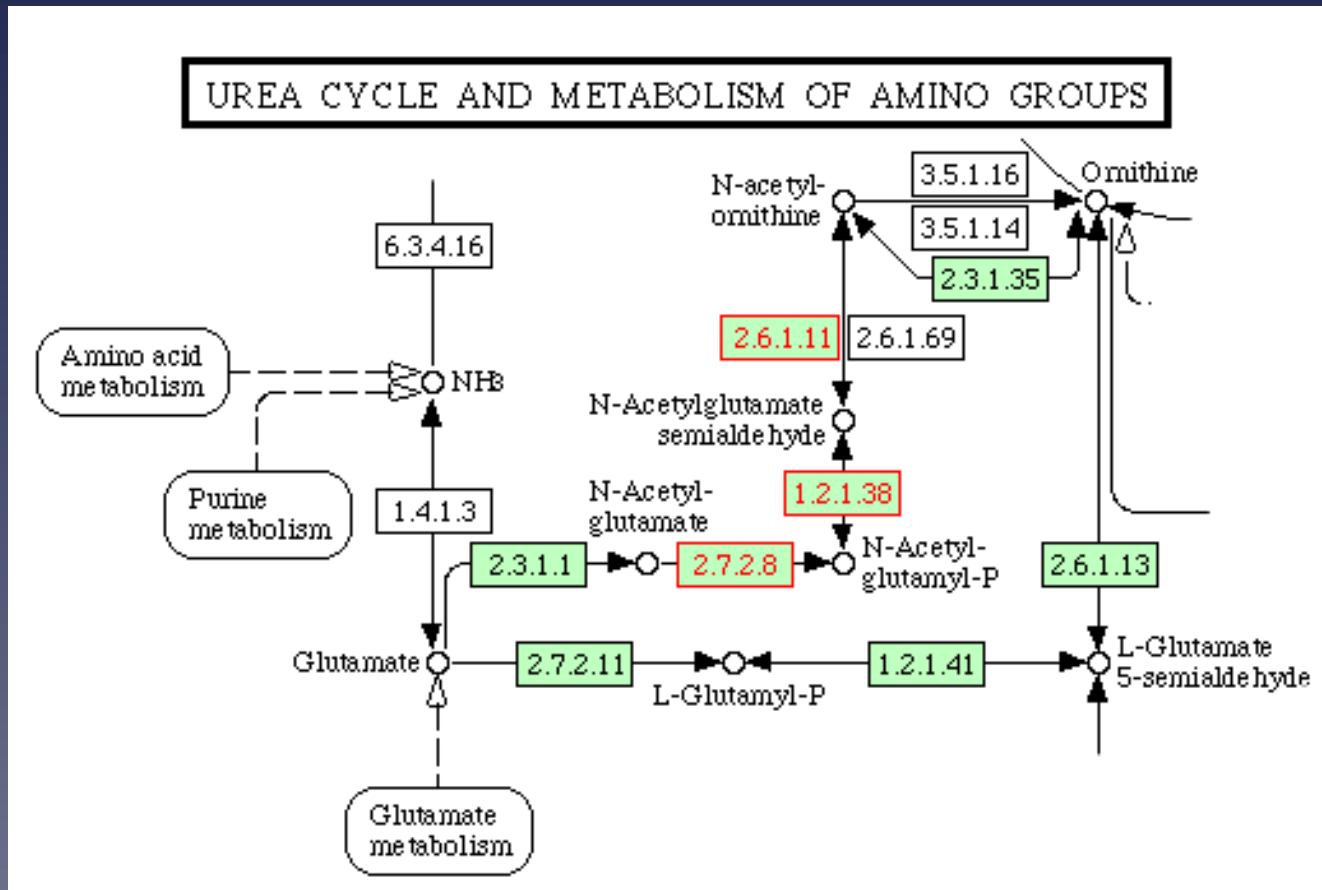 UREA CYCLE AND METABOLISM OF AMINO GROUPS
N-acetyl-
ornithine
3.5.1.16
3.5.1.14
Ornithine
6.3.4.16
2.3.1.35
2.6.1.11
2.6.1.69
Amino acid
metabolism
NH3
N-Acetylglutamate
semialdehyde
Purine
metabolism
1.4.1.3
N-Acetyl-
glutamate
1.2.1.38
2.3.1.1
2.7.2.8
N-Acetyl-
glutamyl-P
2.6.1.13
Glutamate
2.7.2.11
L-Glutamyl-P
1.2.1.41
L-Glutamate
5-semialdehyde
Glutamate
metabolism